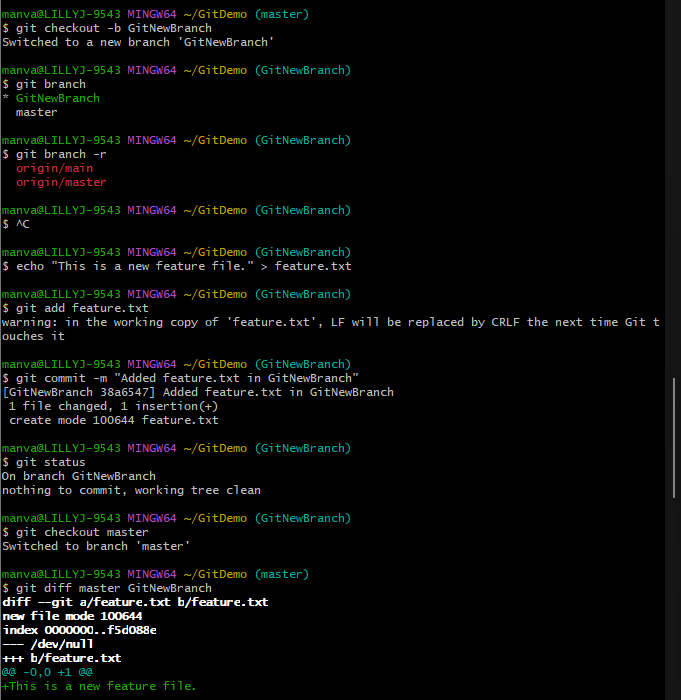 manva@LILLYJ-9543 MINGW64 ~/GitDemo (master)
$ git checkout -b GitNewBranch
Switched to a new branch 'GitNewBranch'
manva@LILLYJ-9543 MINGW64 ~/GitDemo (GitNewBranch)
$ git branch
* GitNewBranch
  master
manva@LILLYJ-9543 MINGW64 ~/GitDemo (GitNewBranch)
$ git branch -r
  origin/main
  origin/master
manva@LILLYJ-9543 MINGW64 ~/GitDemo (GitNewBranch)
$ ^C
manva@LILLYJ-9543 MINGW64 ~/GitDemo (GitNewBranch)
$ echo "This is a new feature file." > feature.txt
manva@LILLYJ-9543 MINGW64 ~/GitDemo (GitNewBranch)
$ git add feature.txt
warning: in the working copy of 'feature.txt', LF will be replaced by CRLF the next time Git t
ouches it
manva@LILLYJ-9543 MINGW64 ~/GitDemo (GitNewBranch)
$ git commit -m "Added feature.txt in GitNewBranch"
[GitNewBranch 38a6547] Added feature.txt in GitNewBranch
 1 file changed, 1 insertion(+)
 create mode 100644 feature.txt
manva@LILLYJ-9543 MINGW64 ~/GitDemo (GitNewBranch)
$ git status
On branch GitNewBranch
nothing to commit, working tree clean
manva@LILLYJ-9543 MINGW64 ~/GitDemo (GitNewBranch)
$ git checkout master
Switched to branch 'master'
manva@LILLYJ-9543 MINGW64 ~/GitDemo (master)
$ git diff master GitNewBranch
diff --git a/feature.txt b/feature.txt
new file mode 100644
index 0000000..f5d088e
--- /dev/null
+++ b/feature.txt
@@ -0,0 +1 @@
+This is a new feature file.